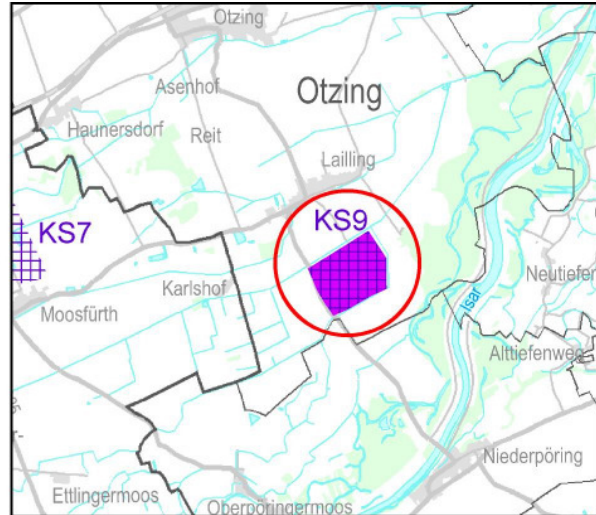 Otzing
Asenhof
Otzing
Haunersdorf
Reit
Lailling
KS7
KS9
Karlshof
Moosfürth
Isar
Neutiefen
Alttiefenweg
Niederpöring
Ettlingermoos
Oberpöringermoos